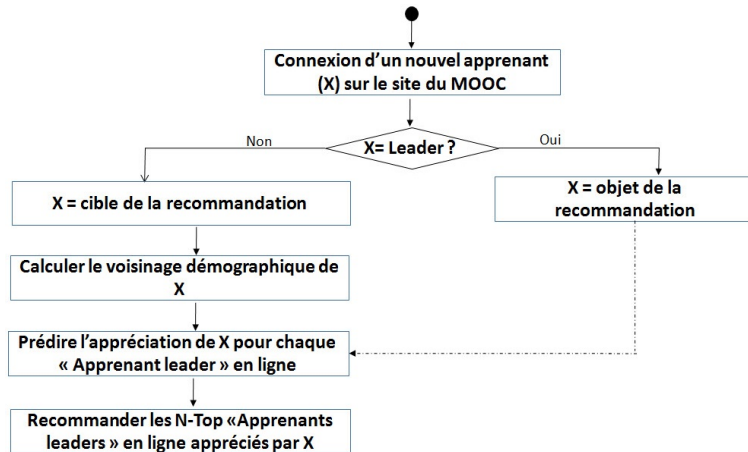 Connexion d'un nouvel apprenant
(X) sur le site du MOOC
Non
X= Leader ?
Oui
X = cible de la recommandation
X = objet de la
recommandation
Calculer le voisinage démographique de
X
Prédire l'appréciation de X pour chaque
« Apprenant leader » en ligne
Recommander les N-Top «Apprenants
leaders » en ligne appréciés par X